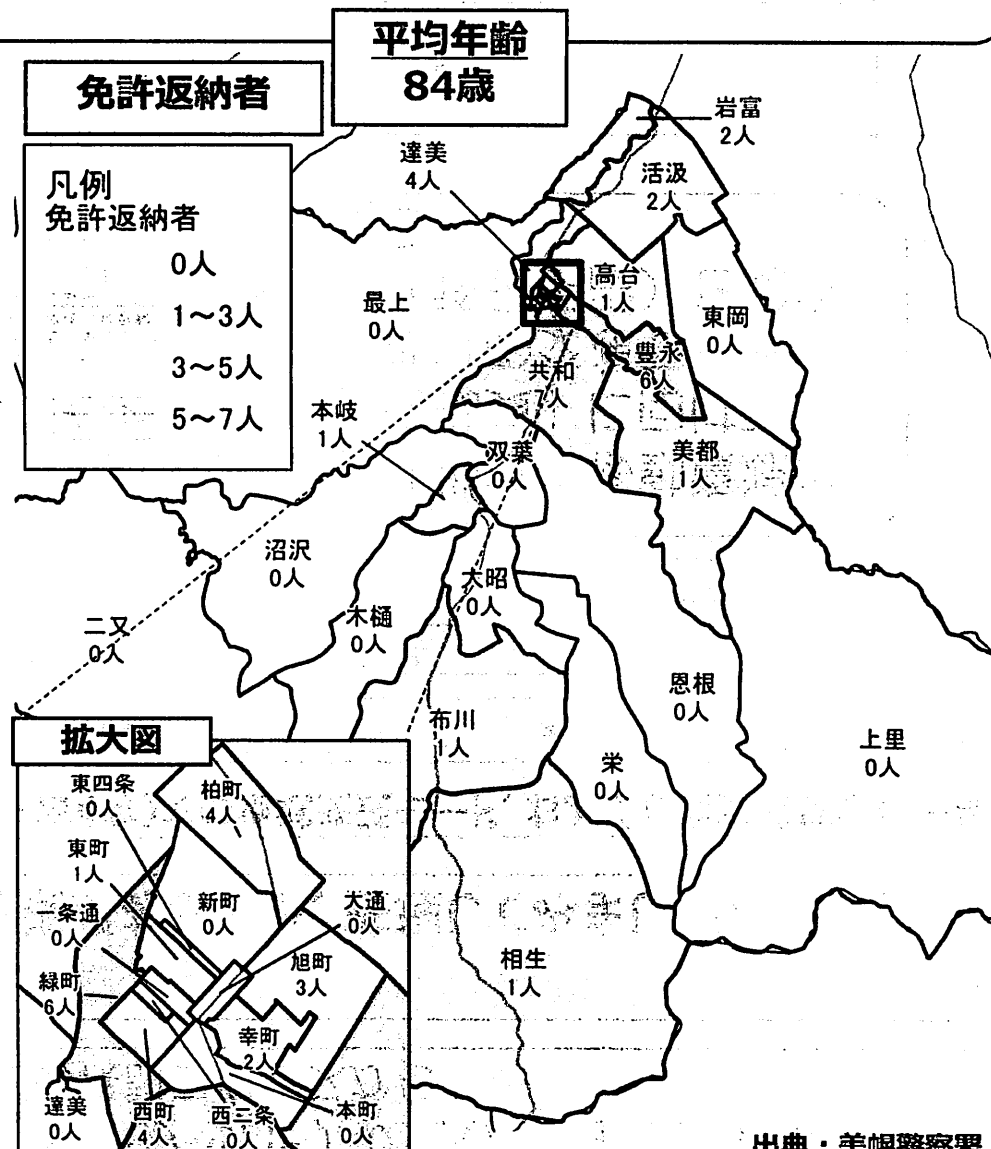 平均年齢
84歳
免許返納者
凡例
免許返納者
0人
1～3人
3～5人
5～7人
岩富
2人
達美
4人
活汲
2人
高台
1人
最上
0人
東岡
0人
豊永
6人
共和
7人
本岐
1人
双葉
0人
美都
1人
沼沢
0人
大昭
0人
木樋
0人
二又
0人
恩根
0人
布川
1人
上里
0人
栄
0人
相生
1人
拡大図
東四条
0人
柏町
4人
東町
1人
新町
0人
大通
0人
一条通
0人
旭町
3人
緑町
6人
幸町
2人
達美
0人
西町
4人
西二条
0人
本町
0人
出典：美幌警察署